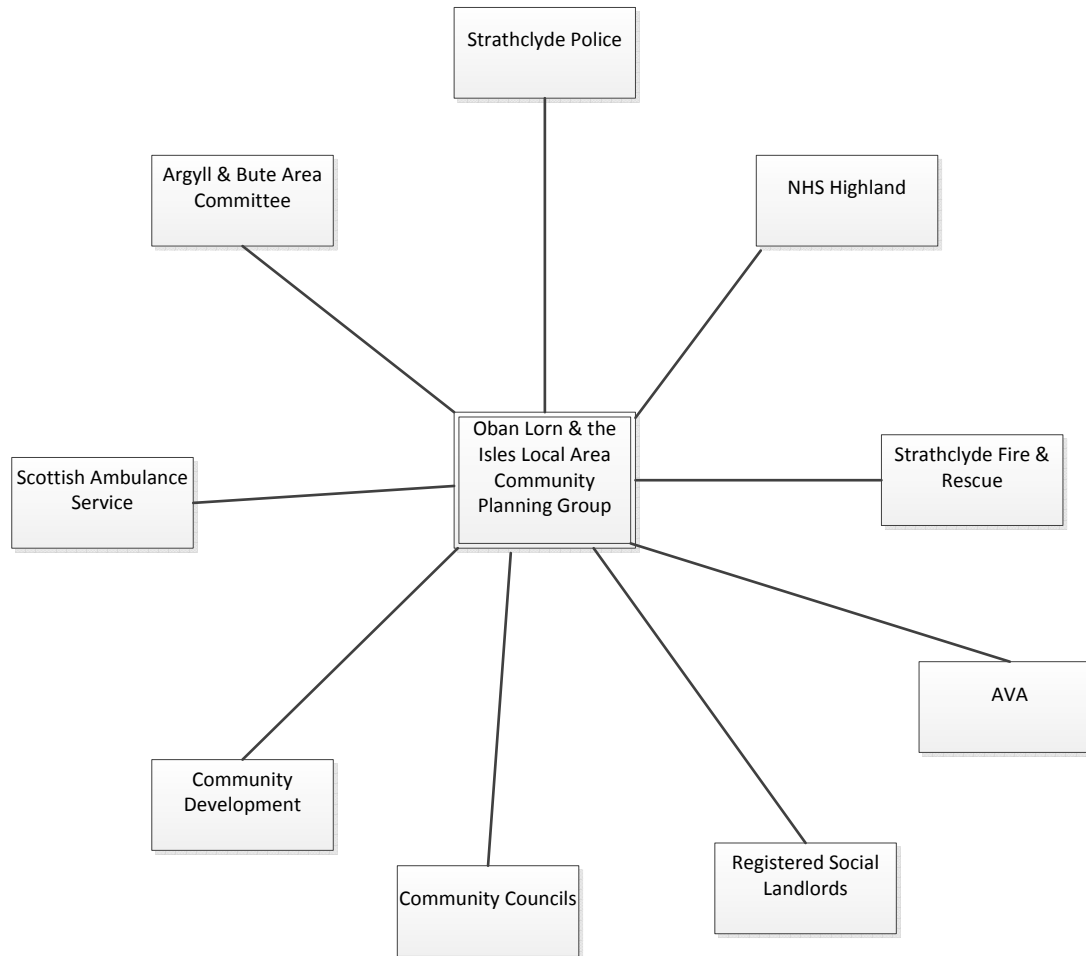 Strathclyde Police
Argyll & Bute Area
Committee
NHS Highland
Oban Lorn & the
Isles Local Area
Community
Planning Group
Scottish Ambulance
Service
Strathclyde Fire &
Rescue
AVA
Community
Development
Community Councils
Registered Social
Landlords